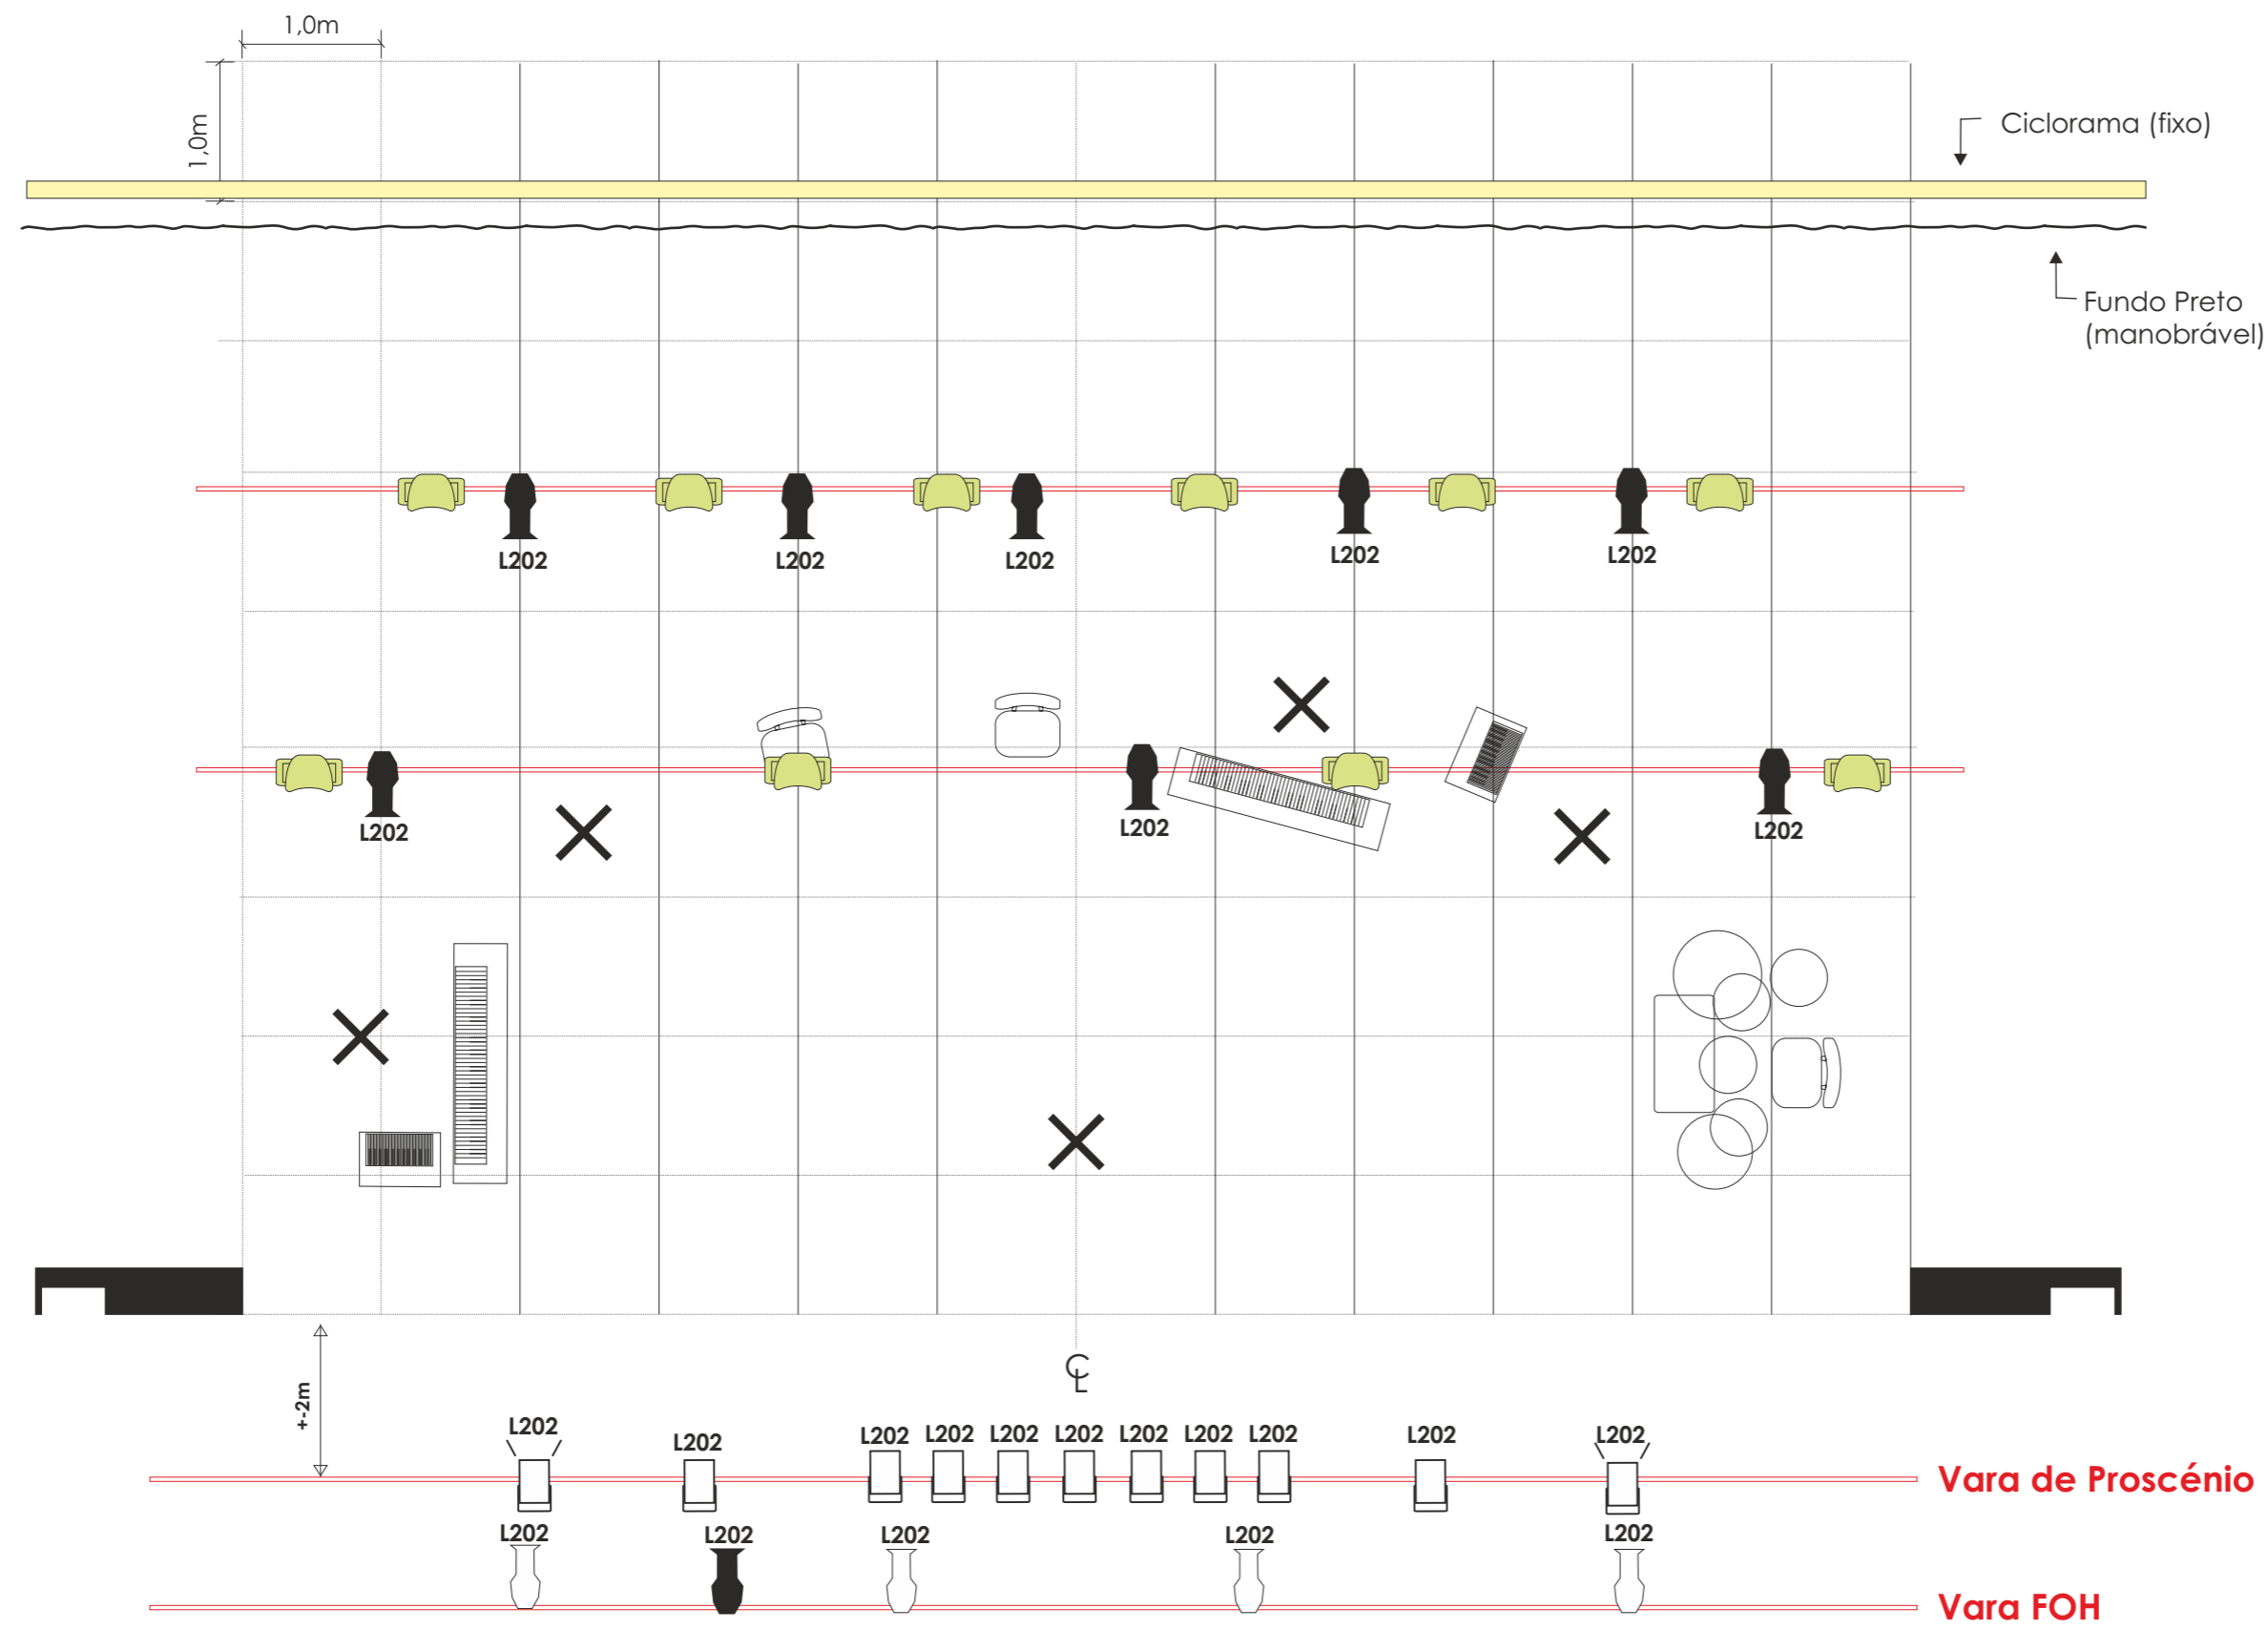 1,0m
1,0m
Ciclorama (fixo)
Fundo Preto
(manobrável)
L202 L202 L202 L202 L202
L202 L202 L202
+-2m
℄
L202 L202 L202 L202 L202 L202 L202 L202 L202 L202 L202
Vara de Proscénio
L202 L202 L202 L202 L202
Vara FOH